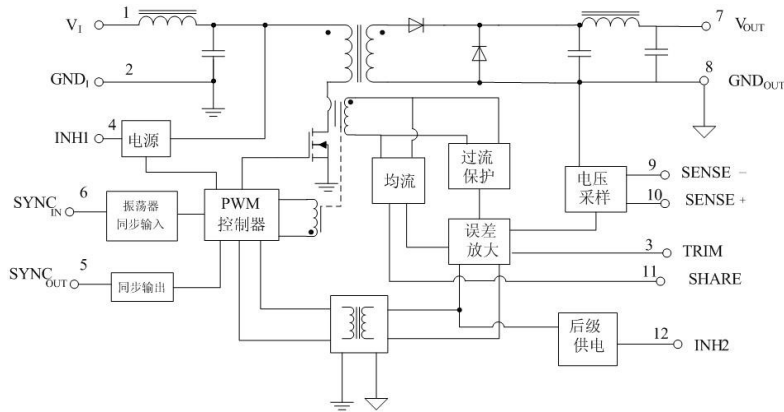 V_I 1
7 V_OUT
GND_I 2
8 GND_OUT
INH1 4 电源
SYNC_IN 6 振荡器
同步输入
PWM
控制器
均流
过流
保护
电压
采样
9 SENSE −
10 SENSE +
误差
放大
3 TRIM
11 SHARE
SYNC_OUT 5 同步输出
后级
供电
12 INH2